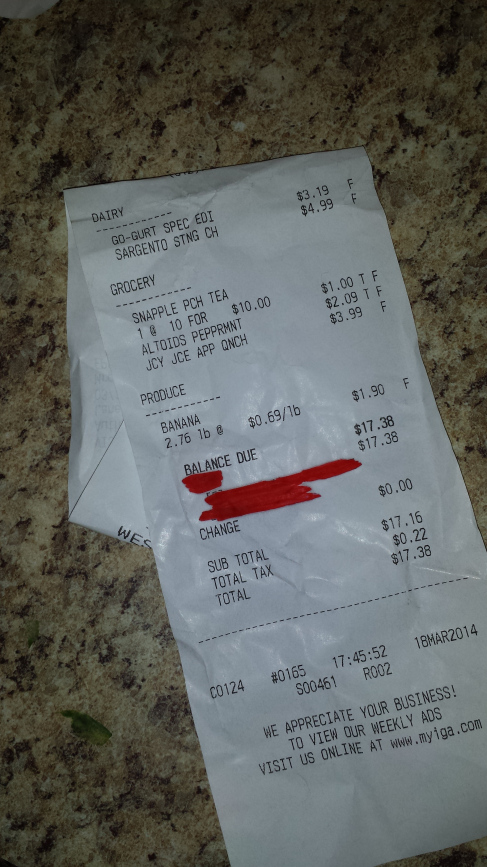 DAIRY
------------
GO-GURT SPEC EDI $3.19 F
SARGENTO STNG CH $4.99 F
GROCERY
------------
SNAPPLE PCH TEA
1 @ 10 FOR $10.00 $1.00 T F
ALTOIDS PEPPRMNT $2.09 T F
JCY JCE APP QNCH $3.99 F
PRODUCE
------------
BANANA
2.76 lb @ $0.69/lb $1.90 F
BALANCE DUE $17.38
$17.38
CHANGE $0.00
SUB TOTAL $17.16
TOTAL TAX $0.22
TOTAL $17.38
C0124 #0165 17:45:52 18MAR2014
S00461 R002
WE APPRECIATE YOUR BUSINESS!
TO VIEW OUR WEEKLY ADS
VISIT US ONLINE AT www.myiga.com
WES